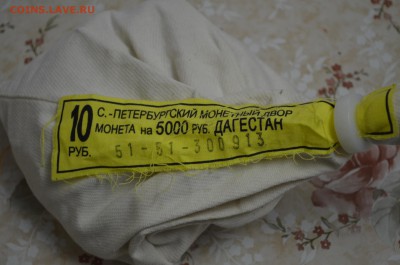 COINS.LAVE.RU
10 РУБ.
С.-ПЕТЕРБУРГСКИЙ МОНЕТНЫЙ ДВОР
МОНЕТА на 5000 РУБ. ДАГЕСТАН
51-51-300913